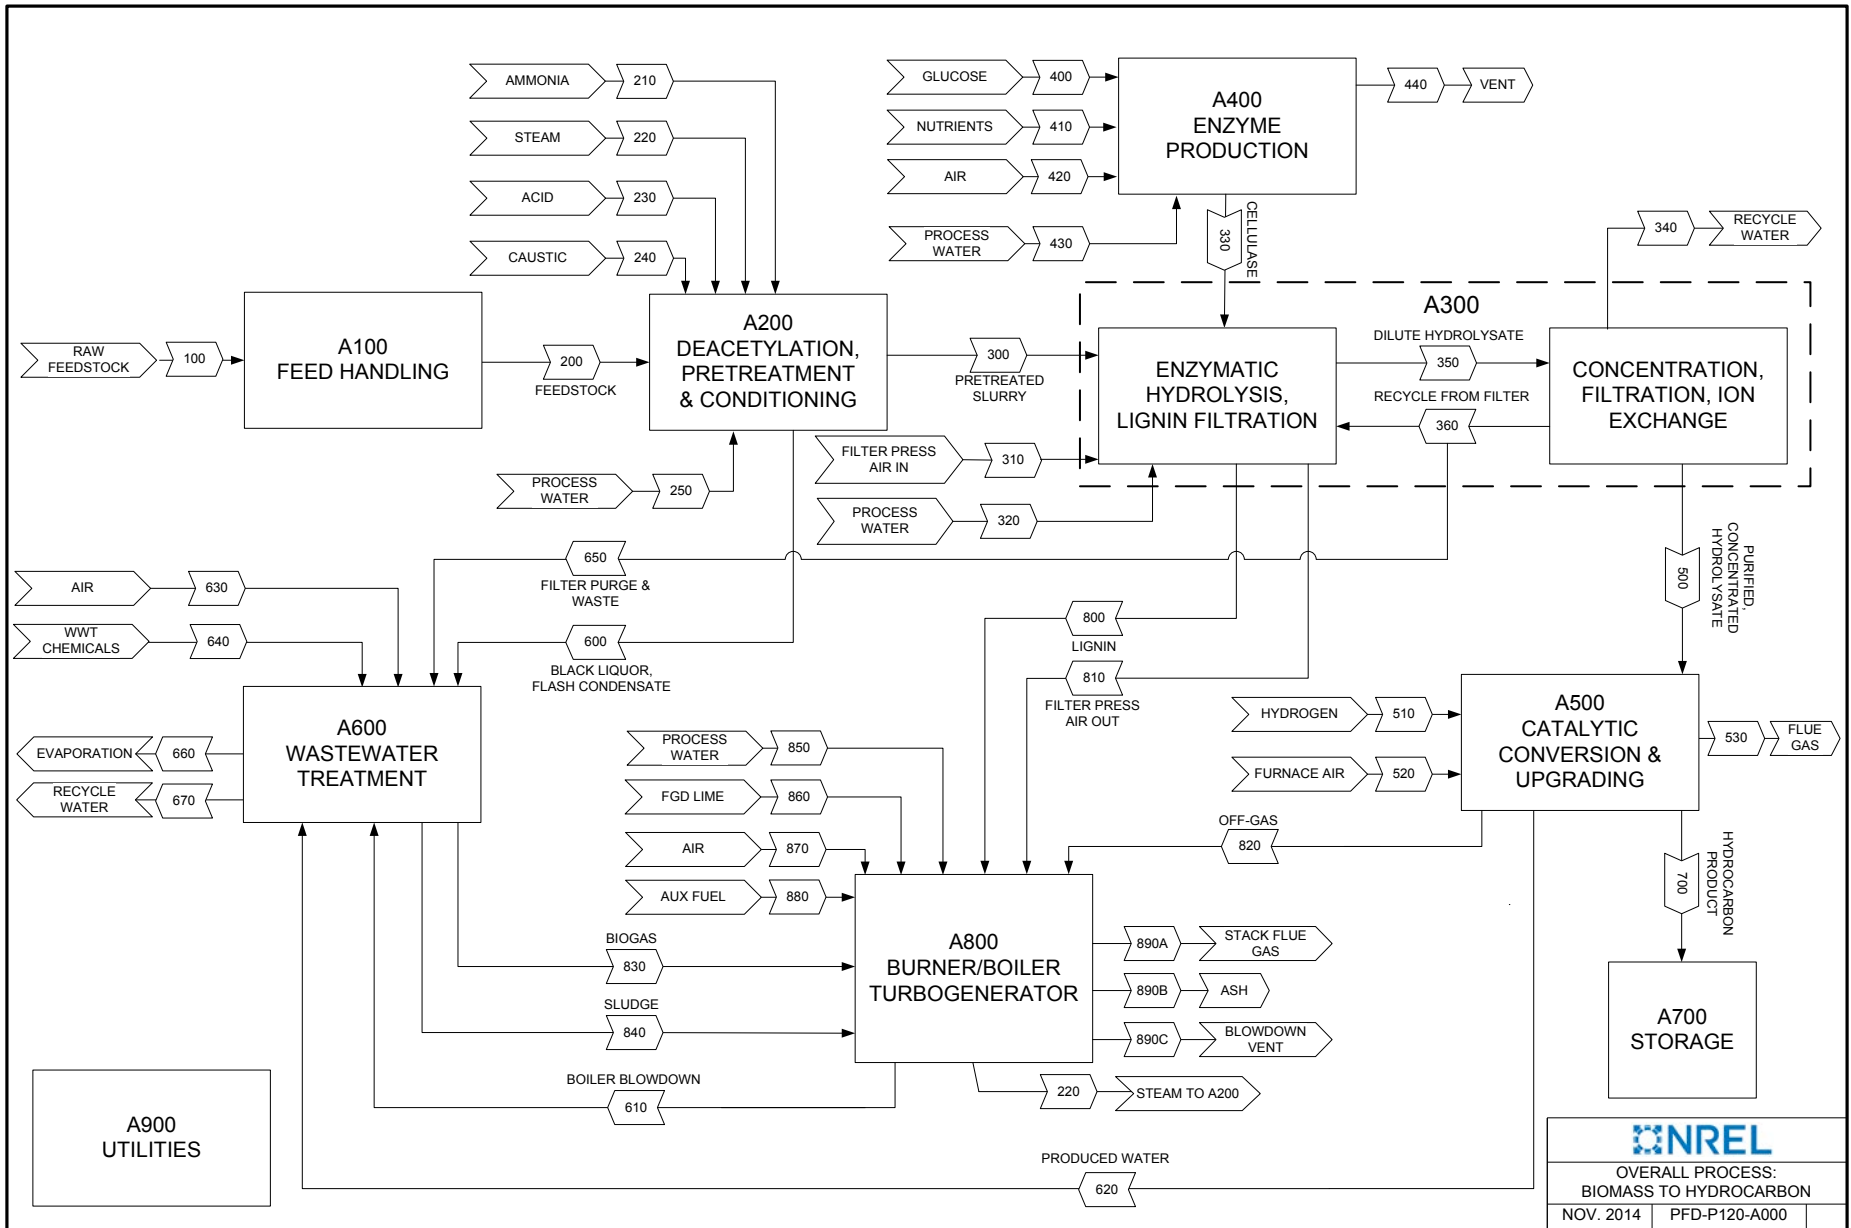 AMMONIA
210
STEAM
220
ACID
230
CAUSTIC
240
GLUCOSE
400
NUTRIENTS
410
AIR
420
PROCESS
WATER
430
A400
ENZYME
PRODUCTION
440
VENT
330
CELLULASE
340
RECYCLE
WATER
RAW
FEEDSTOCK
100
A100
FEED HANDLING
200
FEEDSTOCK
A200
DEACETYLATION,
PRETREATMENT
& CONDITIONING
300
PRETREATED
SLURRY
A300
ENZYMATIC
HYDROLYSIS,
LIGNIN FILTRATION
DILUTE HYDROLYSATE
350
RECYCLE FROM FILTER
360
CONCENTRATION,
FILTRATION, ION
EXCHANGE
PROCESS
WATER
250
FILTER PRESS
AIR IN
310
PROCESS
WATER
320
650
FILTER PURGE &
WASTE
AIR
630
WWT
CHEMICALS
640
600
BLACK LIQUOR,
FLASH CONDENSATE
800
LIGNIN
810
FILTER PRESS
AIR OUT
500
PURIFIED,
CONCENTRATED
HYDROLYSATE
A600
WASTEWATER
TREATMENT
EVAPORATION
660
RECYCLE
WATER
670
PROCESS
WATER
850
FGD LIME
860
AIR
870
AUX FUEL
880
HYDROGEN
510
FURNACE AIR
520
A500
CATALYTIC
CONVERSION &
UPGRADING
530
FLUE
GAS
OFF-GAS
820
700
HYDROCARBON
PRODUCT
BIOGAS
830
SLUDGE
840
A800
BURNER/BOILER
TURBOGENERATOR
890A
STACK FLUE
GAS
890B
ASH
890C
BLOWDOWN
VENT
220
STEAM TO A200
A700
STORAGE
BOILER BLOWDOWN
610
A900
UTILITIES
PRODUCED WATER
620
NREL
OVERALL PROCESS:
BIOMASS TO HYDROCARBON
NOV. 2014
PFD-P120-A000